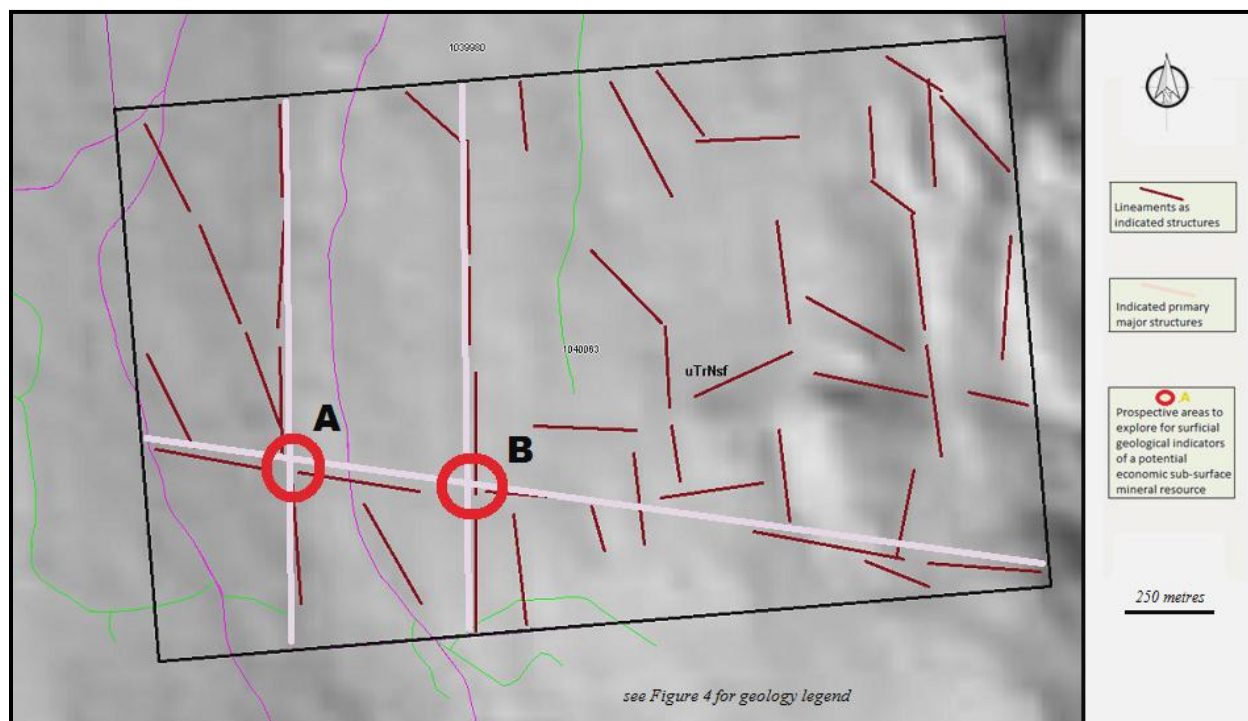 1039980
A
B
1040063
uTrNsf
see Figure 4 for geology legend
Lineaments as
indicated structures
Indicated primary
major structures
A
Prospective areas to
explore for surficial
geological indicators
of a potential
economic sub-surface
mineral resource
250 metres